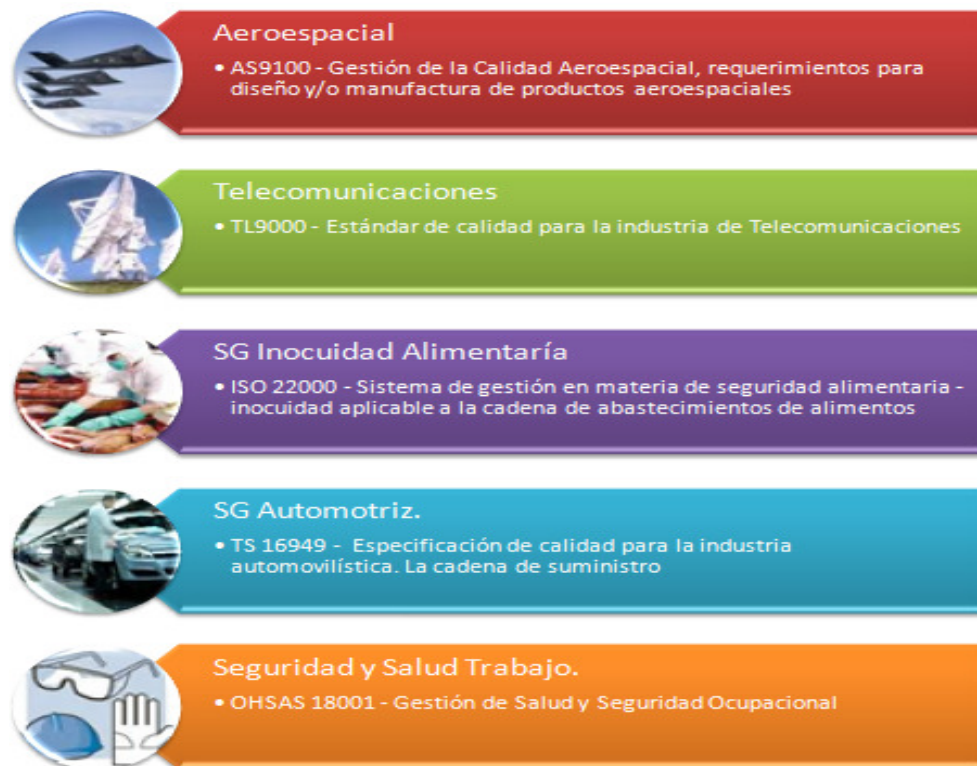 Aeroespacial
• AS9100 - Gestión de la Calidad Aeroespacial, requerimientos para
diseño y/o manufactura de productos aeroespaciales
Telecomunicaciones
• TL9000 - Estándar de calidad para la industria de Telecomunicaciones
SG Inocuidad Alimentaría
• ISO 22000 - Sistema de gestión en materia de seguridad alimentaria -
inocuidad aplicable a la cadena de abastecimientos de alimentos
SG Automotriz.
• TS 16949 - Especificación de calidad para la industria
automovilística. La cadena de suministro
Seguridad y Salud Trabajo.
• OHSAS 18001 - Gestión de Salud y Seguridad Ocupacional